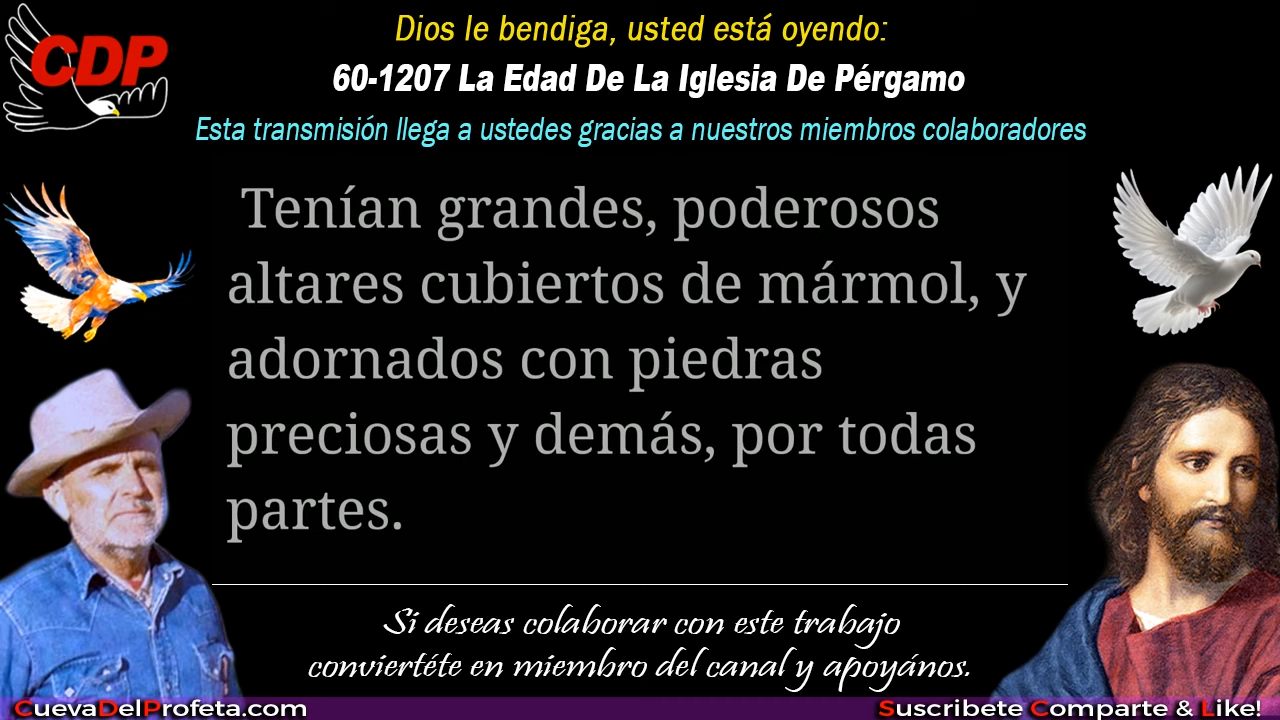 CDP
Dios le bendiga, usted está oyendo:
60-1207 La Edad De La Iglesia De Pérgamo
Esta transmisión llega a ustedes gracias a nuestros miembros colaboradores
Tenían grandes, poderosos
altares cubiertos de mármol, y
adornados con piedras
preciosas y demás, por todas
partes.
Si deseas colaborar con este trabajo
conviertéte en miembro del canal y apoyános.
CuevaDelProfeta.com
Suscribete Comparte & Like!